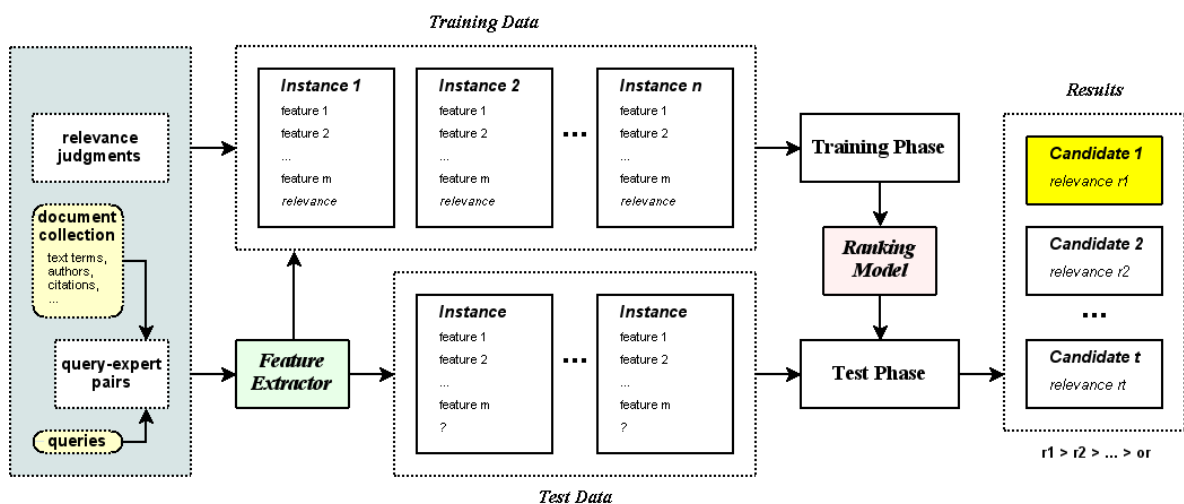 Training Data
relevance
judgments
document
collection
text terms,
authors,
citations,
...
query-expert
pairs
queries
Instance 1
feature 1
feature 2
...
feature m
relevance
Instance 2
feature 1
feature 2
...
feature m
relevance
...
Instance n
feature 1
feature 2
...
feature m
relevance
Feature
Extractor
Instance
feature 1
feature 2
...
feature m
?
...
Instance
feature 1
feature 2
...
feature m
?
Test Data
Training Phase
Ranking
Model
Test Phase
Results
Candidate 1
relevance r1
Candidate 2
relevance r2
...
Candidate t
relevance rt
r1 > r2 > ... > or